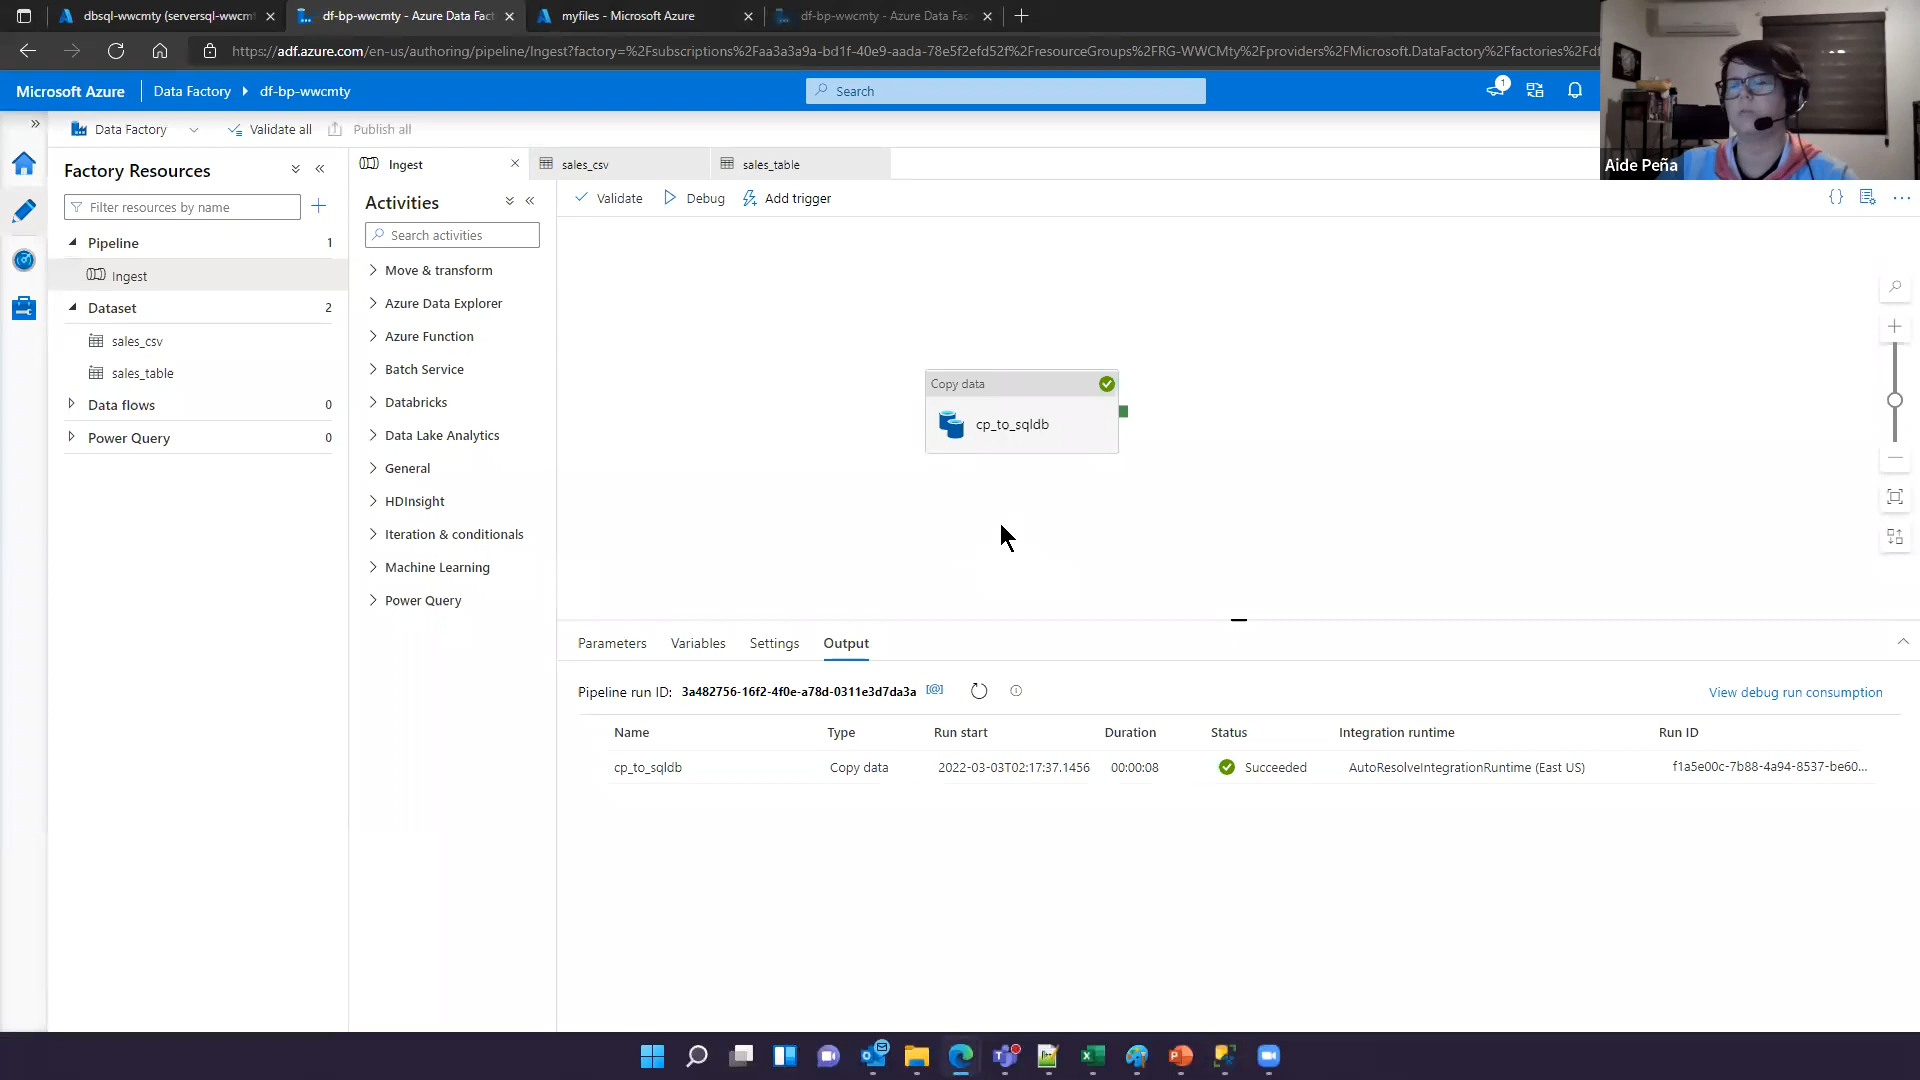 dbsql-wwcmty (serversql-wwcm
df-bp-wwcmty - Azure Data Fact
myfiles - Microsoft Azure
df-bp-wwcmty - Azure Data Fac
https://adf.azure.com/en-us/authoring/pipeline/Ingest?factory=%2Fsubscriptions%2Faa3a3a9a-bd1f-40e9-aada-78e5f2efd52f%2FresourceGroups%2FRG-WWCMty%2Fproviders%2FMicrosoft.DataFactory%2Ffactories%2Fdf
Microsoft Azure
Data Factory
df-bp-wwcmty
Search
1
Aide Peña
Data Factory
Validate all
Publish all
Factory Resources
Filter resources by name
Pipeline 1
Ingest
Dataset 2
sales_csv
sales_table
Data flows 0
Power Query 0
Ingest
sales_csv
sales_table
Activities
Search activities
Move & transform
Azure Data Explorer
Azure Function
Batch Service
Databricks
Data Lake Analytics
General
HDInsight
Iteration & conditionals
Machine Learning
Power Query
Validate
Debug
Add trigger
{}
Copy data
cp_to_sqldb
Parameters
Variables
Settings
Output
Pipeline run ID: 3a482756-16f2-4f0e-a78d-0311e3d7da3a [@]
View debug run consumption
Name Type Run start Duration Status Integration runtime Run ID
cp_to_sqldb Copy data 2022-03-03T02:17:37.1456 00:00:08 Succeeded AutoResolveIntegrationRuntime (East US) f1a5e00c-7b88-4a94-8537-be60...